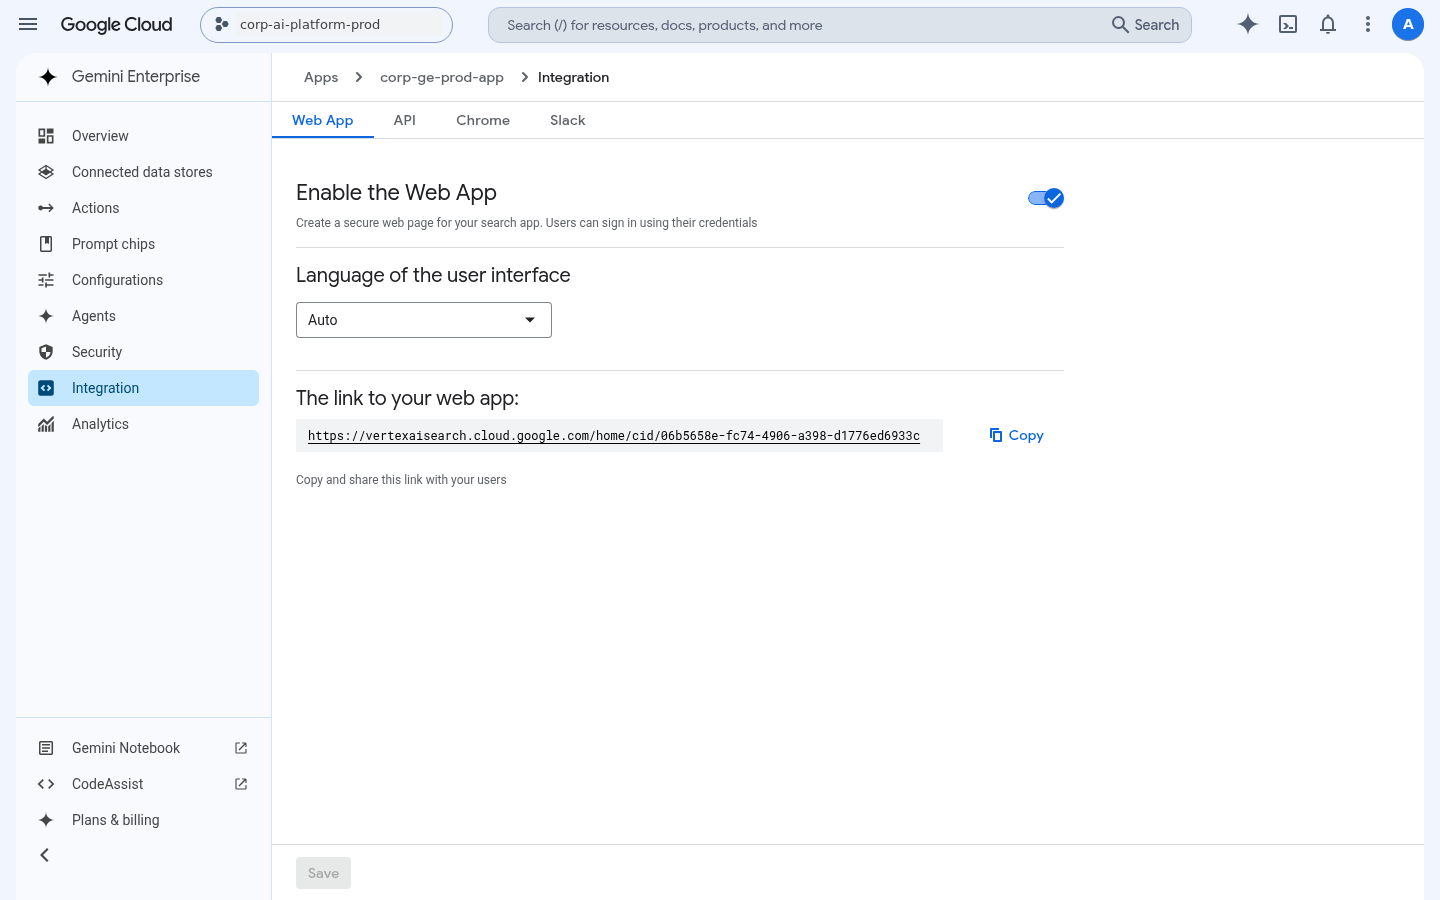 Google Cloud
corp-ai-platform-prod
Search (/) for resources, docs, products, and more
Search
A
Gemini Enterprise
Overview
Connected data stores
Actions
Prompt chips
Configurations
Agents
Security
Integration
Analytics
Gemini Notebook
CodeAssist
Plans & billing
Apps
corp-ge-prod-app
Integration
Web App
API
Chrome
Slack
Enable the Web App
Create a secure web page for your search app. Users can sign in using their credentials
Language of the user interface
Auto
The link to your web app:
https://vertexaisearch.cloud.google.com/home/cid/06b5658e-fc74-4906-a398-d1776ed6933c
Copy
Copy and share this link with your users
Save